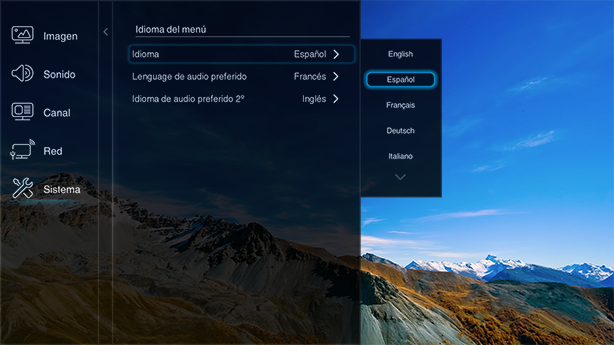 Imagen
Sonido
Canal
Red
Sistema
Idioma del menú
Idioma Español
Lenguage de audio preferido Francés
Idioma de audio preferido 2º Inglés
English
Español
Français
Deutsch
Italiano